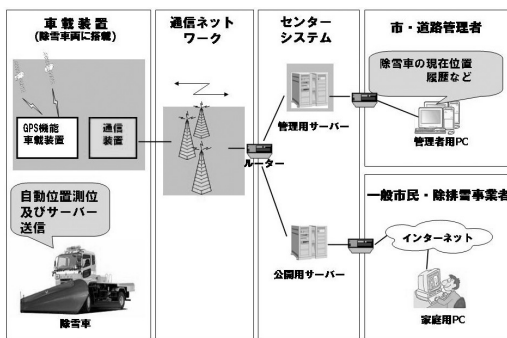 車載装置
(除雪車両に搭載)
GPS機能
車載装置
通信
装置
自動位置測位
及びサーバー
送信
除雪車
通信ネット
ワーク
ルーター
センター
システム
管理用サーバー
公開用サーバー
市・道路管理者
除雪車の現在位置
履歴など
管理者用PC
一般市民・除排雪事業者
インターネット
家庭用PC